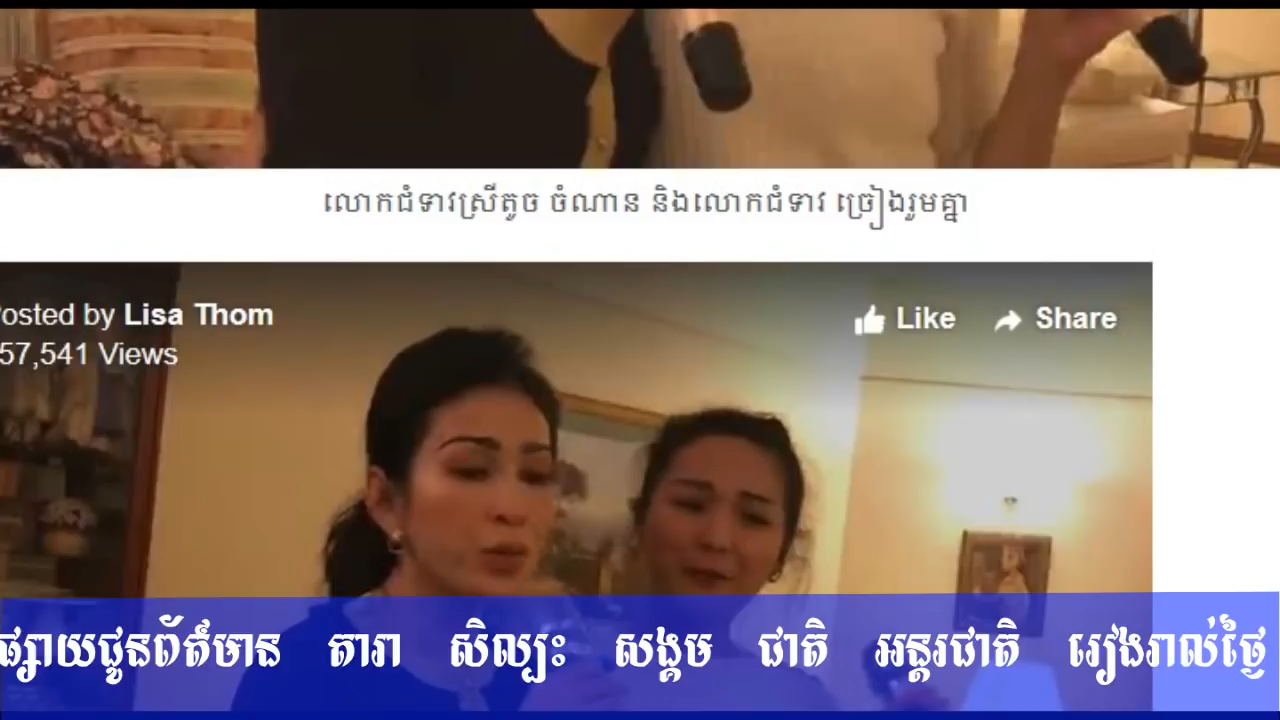 លោកជំទាវស្រីតូច ចំណាន និងលោកជំទាវ ច្រៀងរួមគ្នា
osted by Lisa Thom
Like
Share
57,541 Views
ផ្សាយជូនព័ត៌មាន តារា សិល្បះ សង្គម ជាតិ អន្តរជាតិ រៀងរាល់ថ្ងៃ